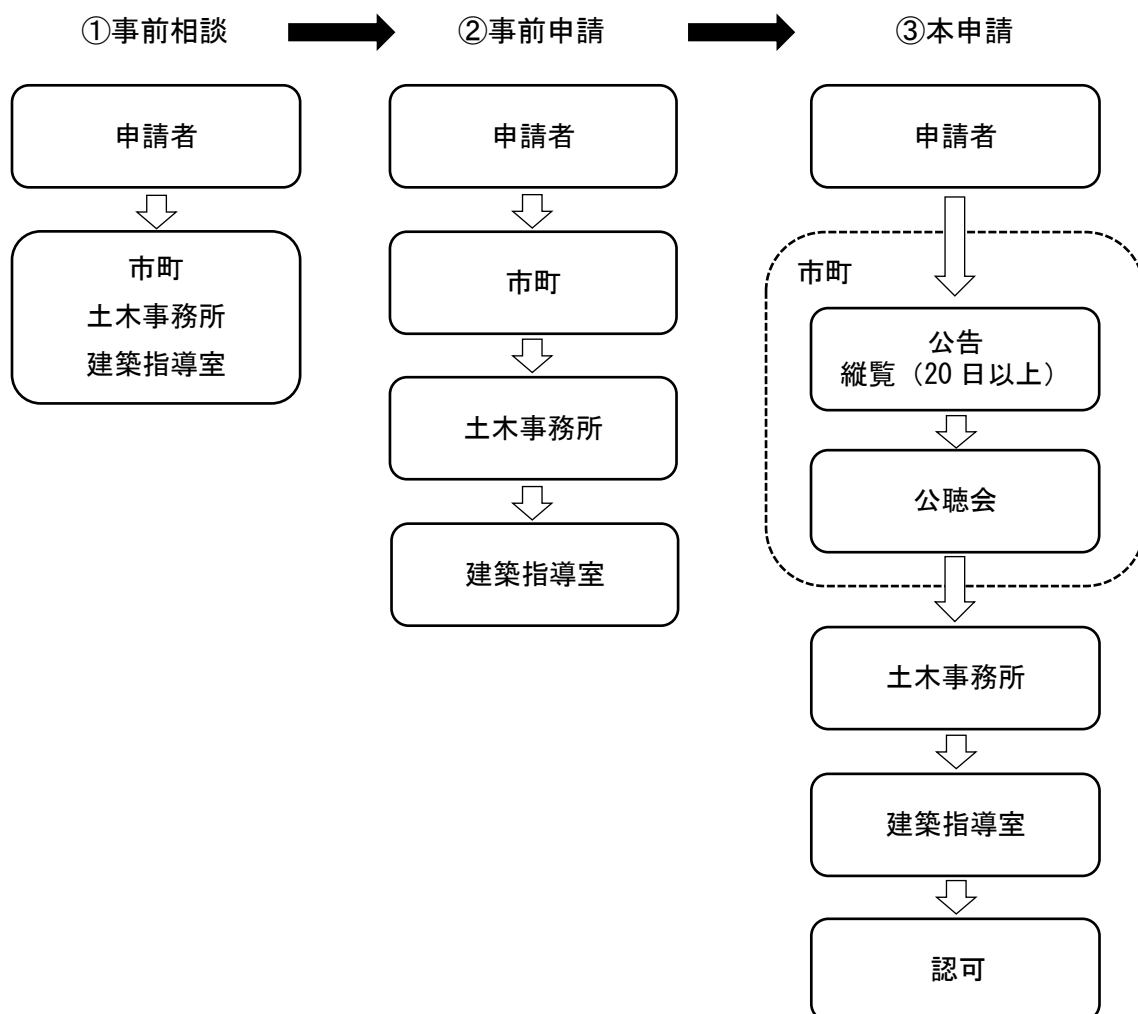 ①事前相談
②事前申請
③本申請
申請者
市町
土木事務所
建築指導室
申請者
市町
土木事務所
建築指導室
申請者
市町
公告
縦覧（20 日以上）
公聴会
土木事務所
建築指導室
認可